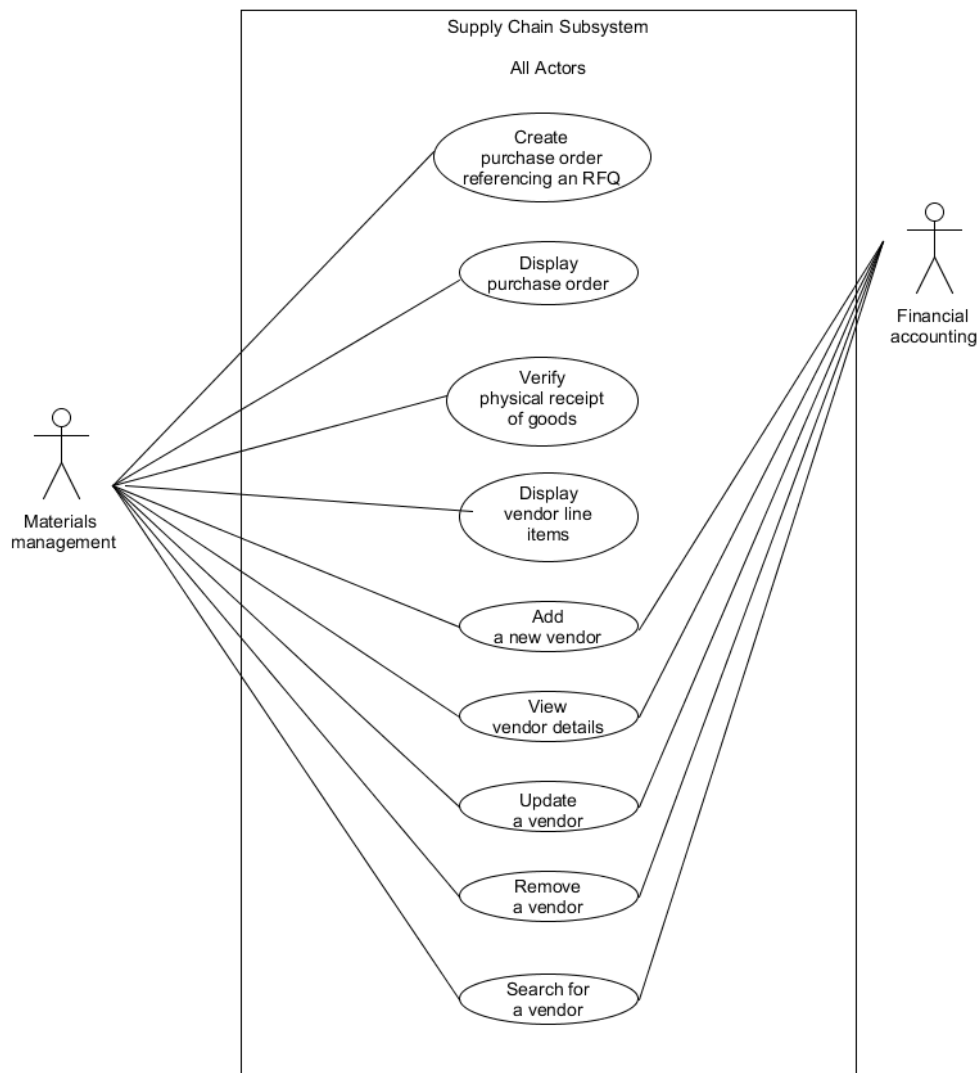 Supply Chain Subsystem
All Actors
Create
purchase order
referencing an RFQ
Display
purchase order
Financial
accounting
Verify
physical receipt
of goods
Materials
management
Display
vendor line
items
Add
a new vendor
View
vendor details
Update
a vendor
Remove
a vendor
Search for
a vendor